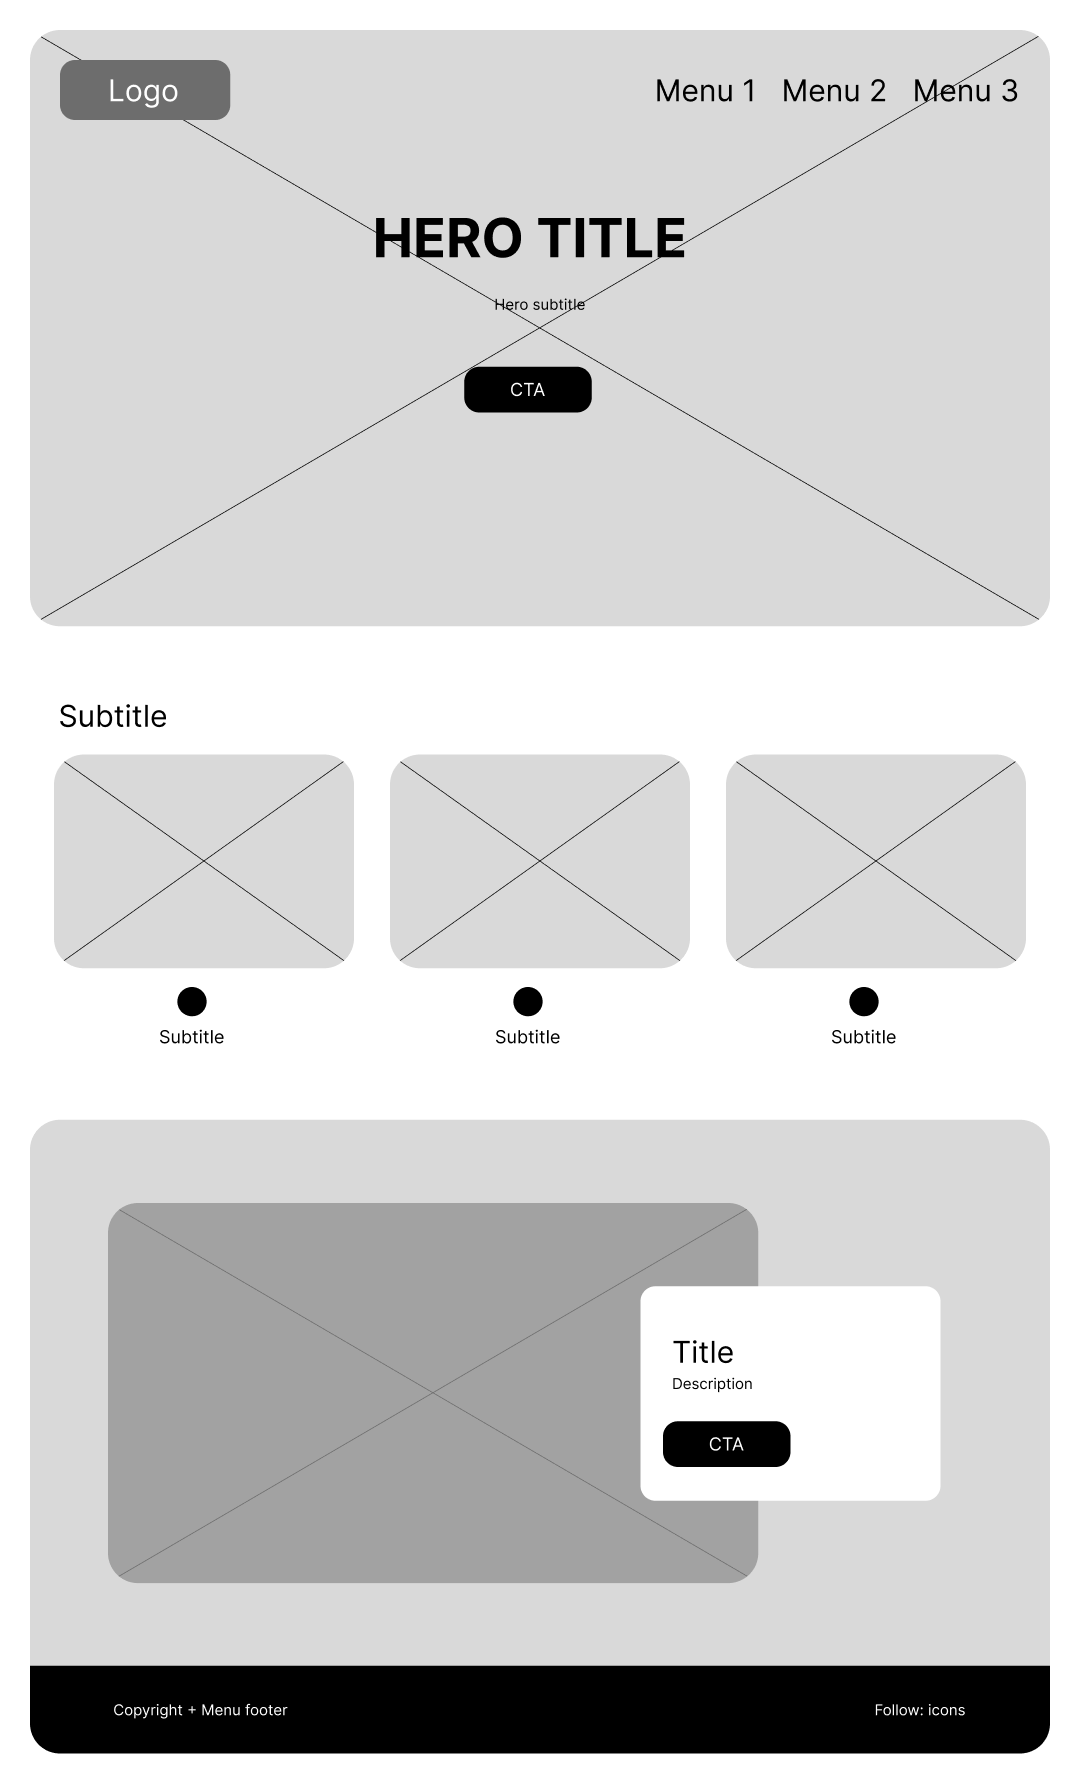 Logo
Menu 1 Menu 2 Menu 3
HERO TITLE
Hero subtitle
CTA
Subtitle
Subtitle
Subtitle
Subtitle
Title
Description
CTA
Copyright + Menu footer
Follow: icons